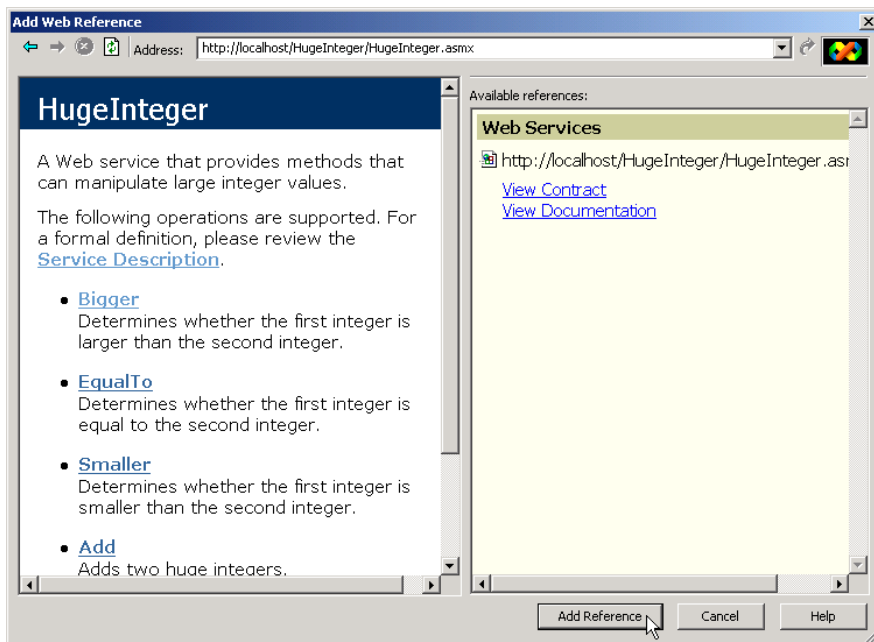 Add Web Reference
Address: http://localhost/HugeInteger/HugeInteger.asmx
HugeInteger
A Web service that provides methods that
can manipulate large integer values.
The following operations are supported. For
a formal definition, please review the
Service Description.
• Bigger
Determines whether the first integer is
larger than the second integer.
• EqualTo
Determines whether the first integer is
equal to the second integer.
• Smaller
Determines whether the first integer is
smaller than the second integer.
• Add
Adds two huge integers.
Available references:
Web Services
http://localhost/HugeInteger/HugeInteger.asm
View Contract
View Documentation
Add Reference
Cancel
Help